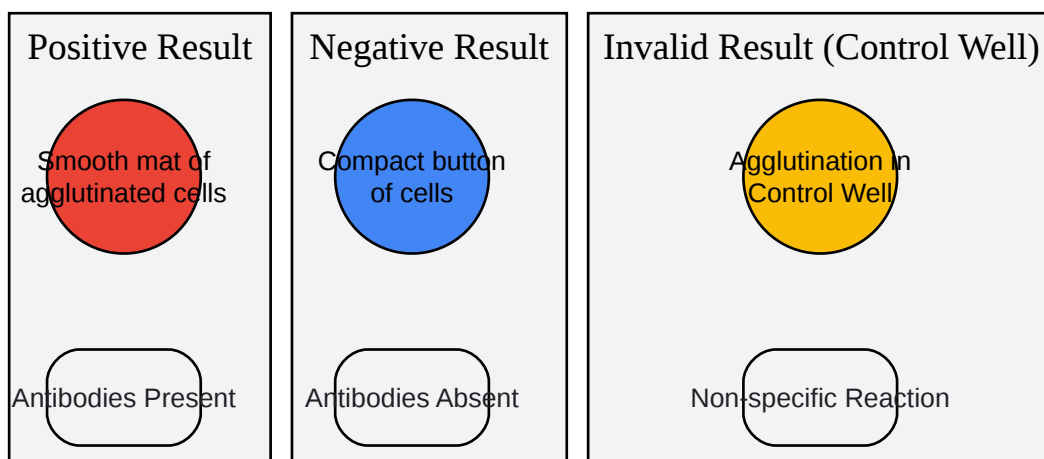 Positive Result
Smooth mat of
agglutinated cells
Antibodies Present
Negative Result
Compact button
of cells
Antibodies Absent
Invalid Result (Control Well)
Agglutination in
Control Well
Non-specific Reaction